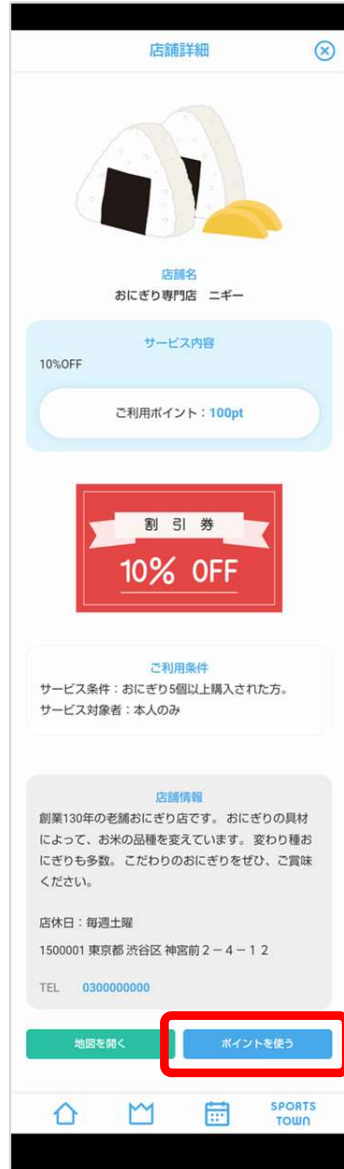 店舗詳細
店舗名
おにぎり専門店　ニギー
サービス内容
10%OFF
ご利用ポイント：100pt
割引券
10% OFF
ご利用条件
サービス条件：おにぎり5個以上購入された方。
サービス対象者：本人のみ
店舗情報
創業130年の老舗おにぎり店です。 おにぎりの具材
によって、お米の品種を変えています。 変わり種お
にぎりも多数。 こだわりのおにぎりをぜひ、ご賞味
ください。
店休日：毎週土曜
1500001 東京都 渋谷区 神宮前２－４－１２
TEL 0300000000
地図を開く
ポイントを使う
SPORTS
TOWN